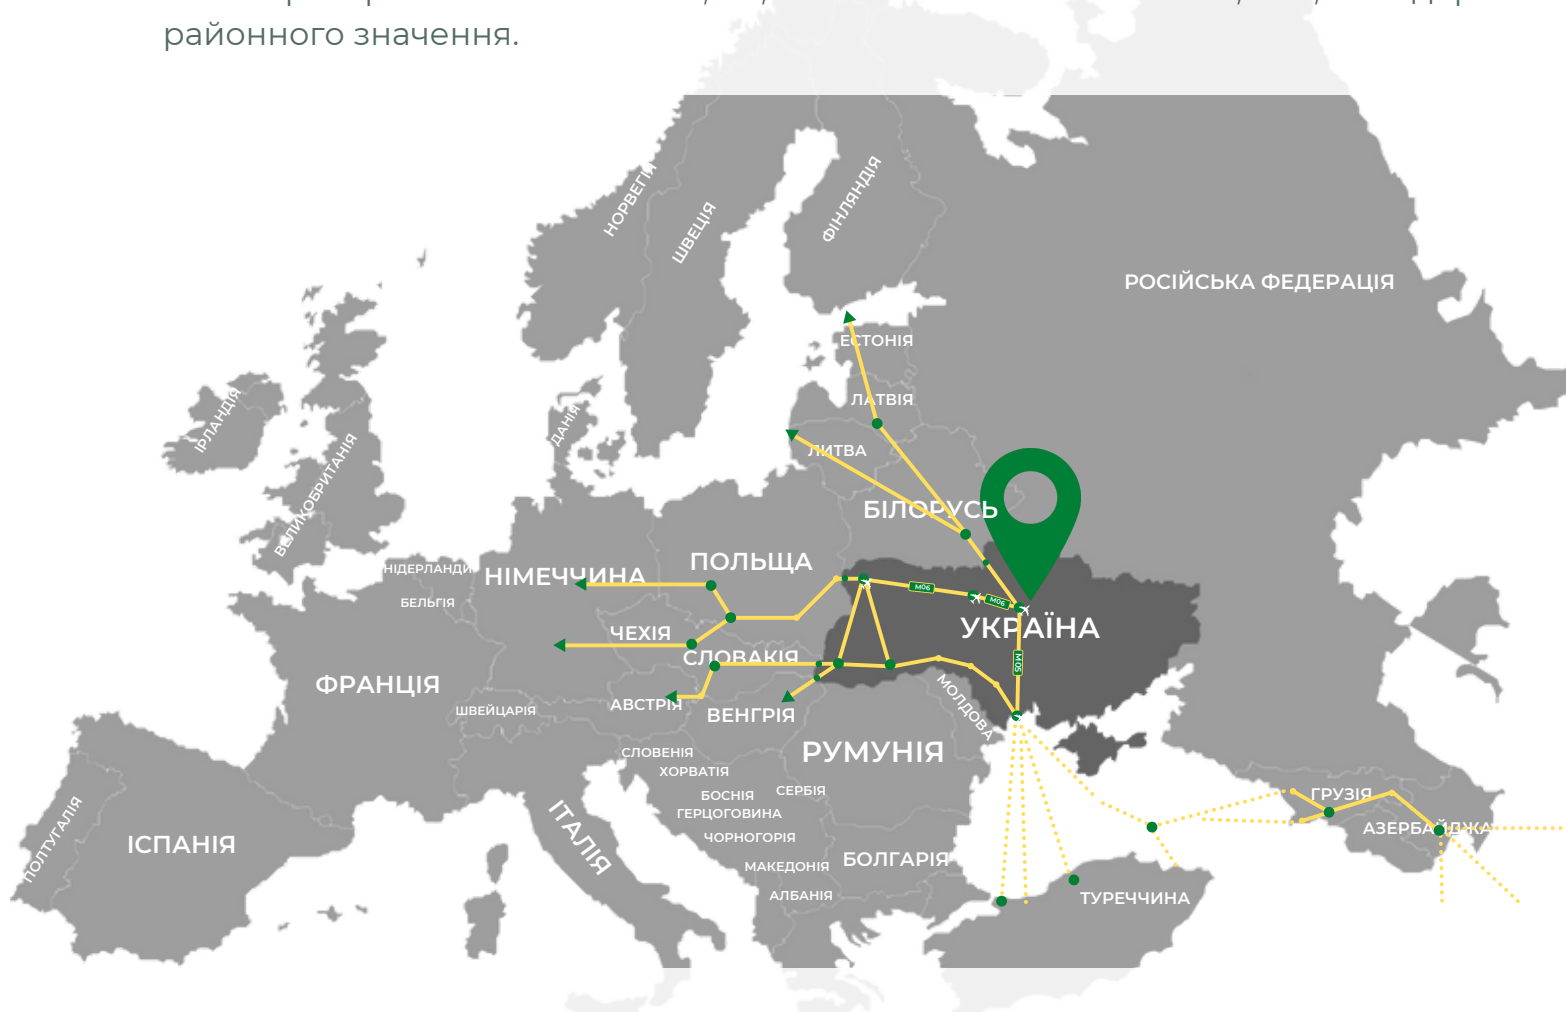 районного значення.
НОРВЕГІЯ
ШВЕЦІЯ
ФІНЛЯНДІЯ
РОСІЙСЬКА ФЕДЕРАЦІЯ
ЕСТОНІЯ
ЛАТВІЯ
ЛИТВА
ІРЛАНДІЯ
ДАНІЯ
ВЕЛИКОБРИТАНІЯ
БІЛОРУСЬ
ПОЛЬЩА
НІДЕРЛАНДИ
НІМЕЧЧИНА
БЕЛЬГІЯ
М06
М06
УКРАЇНА
ЧЕХІЯ
СЛОВАКІЯ
М05
ФРАНЦІЯ
ШВЕЙЦАРІЯ
АВСТРІЯ
ВЕНГРІЯ
МОЛДОВА
СЛОВЕНІЯ
РУМУНІЯ
ХОРВАТІЯ
БОСНІЯ
СЕРБІЯ
ГЕРЦОГОВИНА
ГРУЗІЯ
ПОЛТУГАЛІЯ
ІСПАНІЯ
ІТАЛІЯ
ЧОРНОГОРІЯ
АЗЕРБАЙДЖА
МАКЕДОНІЯ
БОЛГАРІЯ
АЛБАНІЯ
ТУРЕЧЧИНА